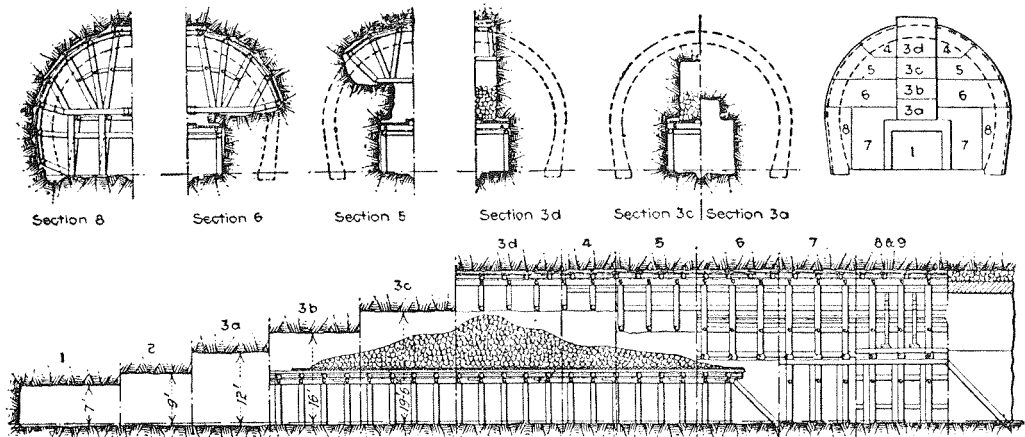 4 3d 4
5 3c 5
6 3b 6
3a
8 7 1 7 8
Section 8
Section 6
Section 5
Section 3d
Section 3c
Section 3a
1
2
3a
3b
3c
3d
4
5
6
7
8&9
7'
9'
12'
16'
19'-6"